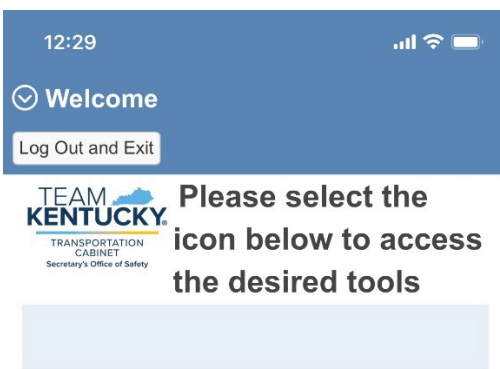 12:29
Welcome
Log Out and Exit
TEAM
KENTUCKY.
TRANSPORTATION
CABINET
Secretary's Office of Safety
Please select the
icon below to access
the desired tools